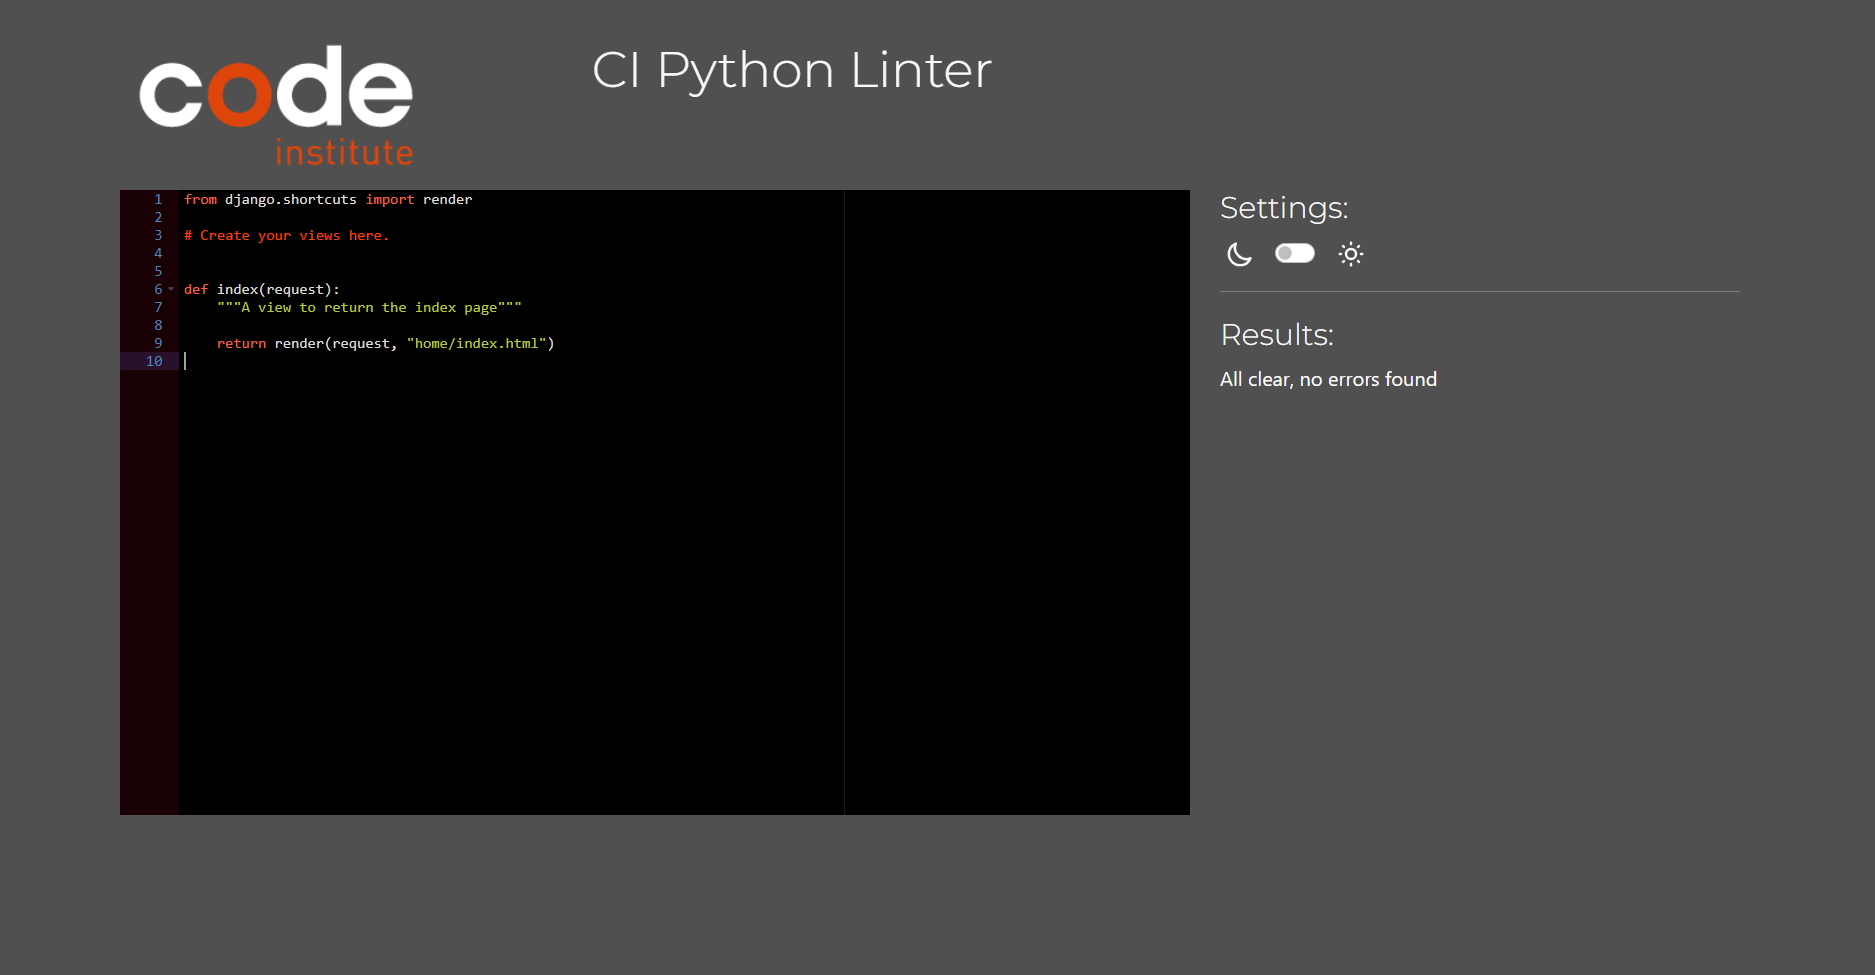 code
institute
CI Python Linter
1 from django.shortcuts import render
2
3 # Create your views here.
4
5
6 def index(request):
7     """A view to return the index page"""
8
9     return render(request, "home/index.html")
10
Settings:
Results:
All clear, no errors found